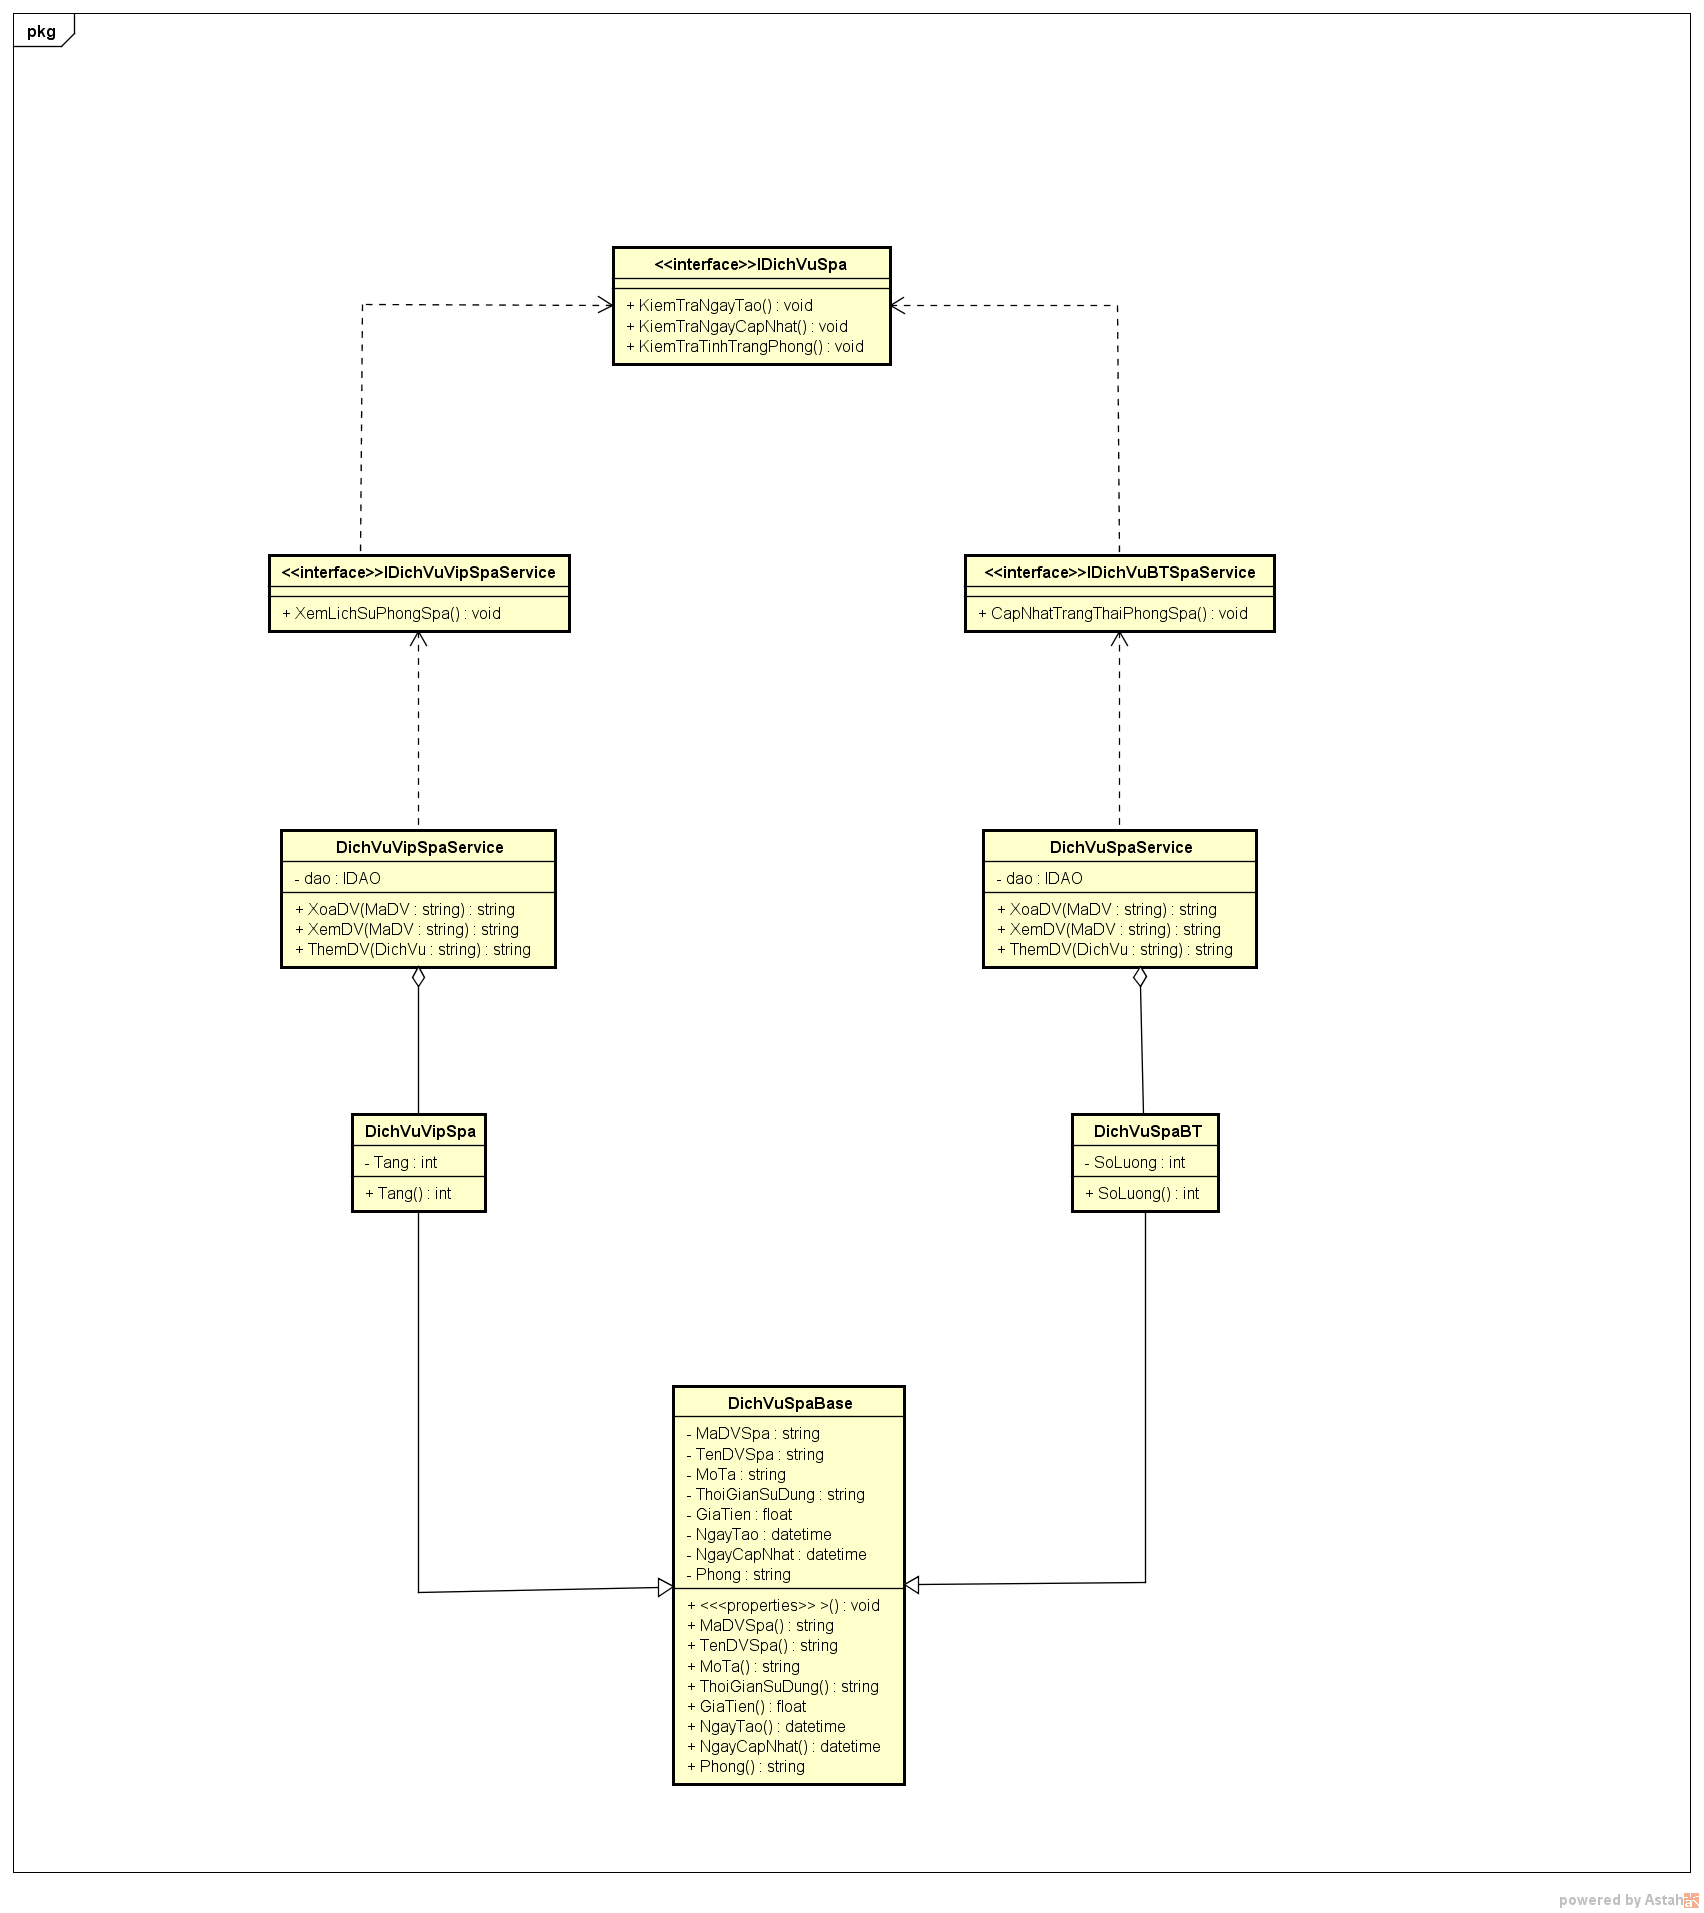 pkg
<<interface>>IDichVuSpa
+ KiemTraNgayTao() : void
+ KiemTraNgayCapNhat() : void
+ KiemTraTinhTrangPhong() : void
<<interface>>IDichVuVipSpaService
+ XemLichSuPhongSpa() : void
<<interface>>IDichVuBTSpaService
+ CapNhatTrangThaiPhongSpa() : void
DichVuVipSpaService
- dao : IDAO
+ XoaDV(MaDV : string) : string
+ XemDV(MaDV : string) : string
+ ThemDV(DichVu : string) : string
DichVuSpaService
- dao : IDAO
+ XoaDV(MaDV : string) : string
+ XemDV(MaDV : string) : string
+ ThemDV(DichVu : string) : string
DichVuVipSpa
- Tang : int
+ Tang() : int
DichVuSpaBT
- SoLuong : int
+ SoLuong() : int
DichVuSpaBase
- MaDVSpa : string
- TenDVSpa : string
- MoTa : string
- ThoiGianSuDung : string
- GiaTien : float
- NgayTao : datetime
- NgayCapNhat : datetime
- Phong : string
+ <<<properties>> >() : void
+ MaDVSpa() : string
+ TenDVSpa() : string
+ MoTa() : string
+ ThoiGianSuDung() : string
+ GiaTien() : float
+ NgayTao() : datetime
+ NgayCapNhat() : datetime
+ Phong() : string
powered by Astah